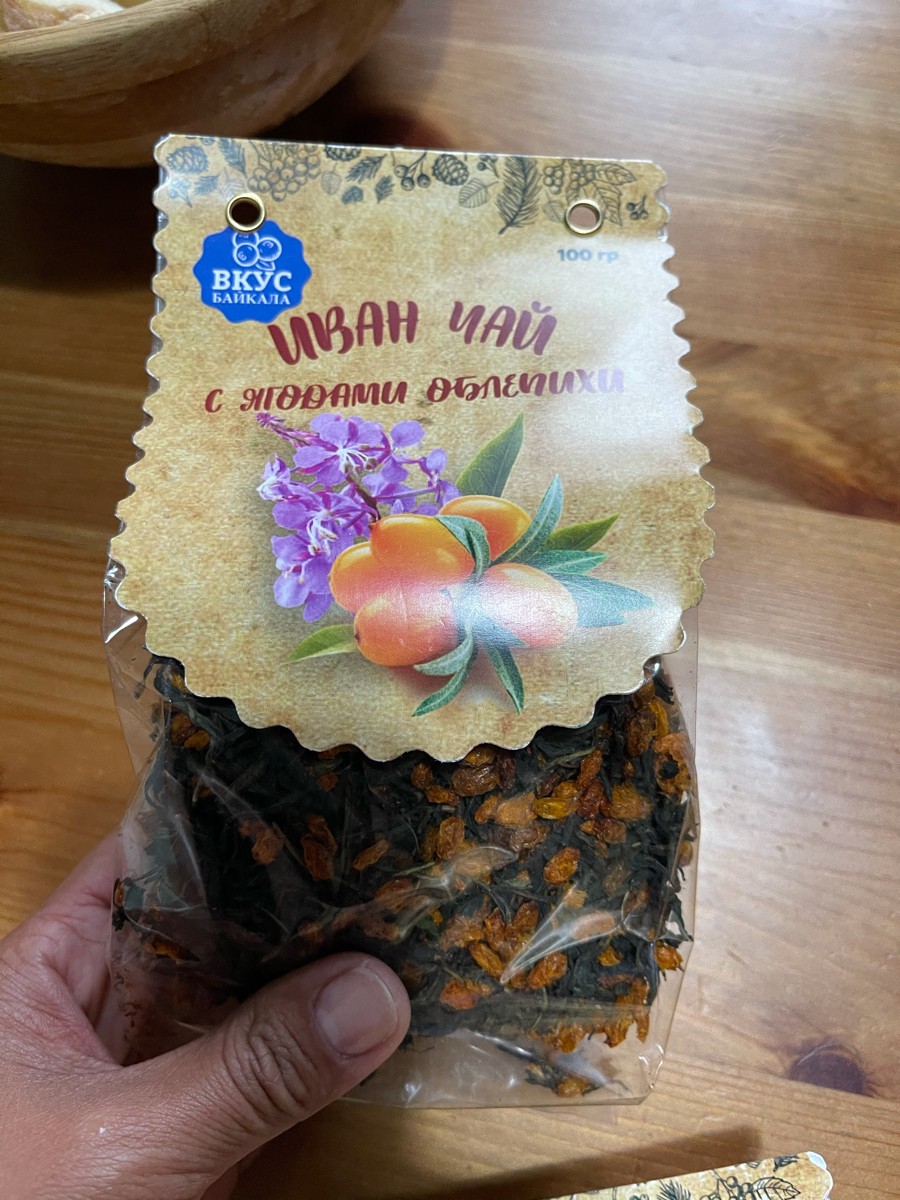 ВКУС
БАЙКАЛА
100 гр
ИВАН ЧАЙ
С ЯГОДАМИ ОБЛЕПИХИ